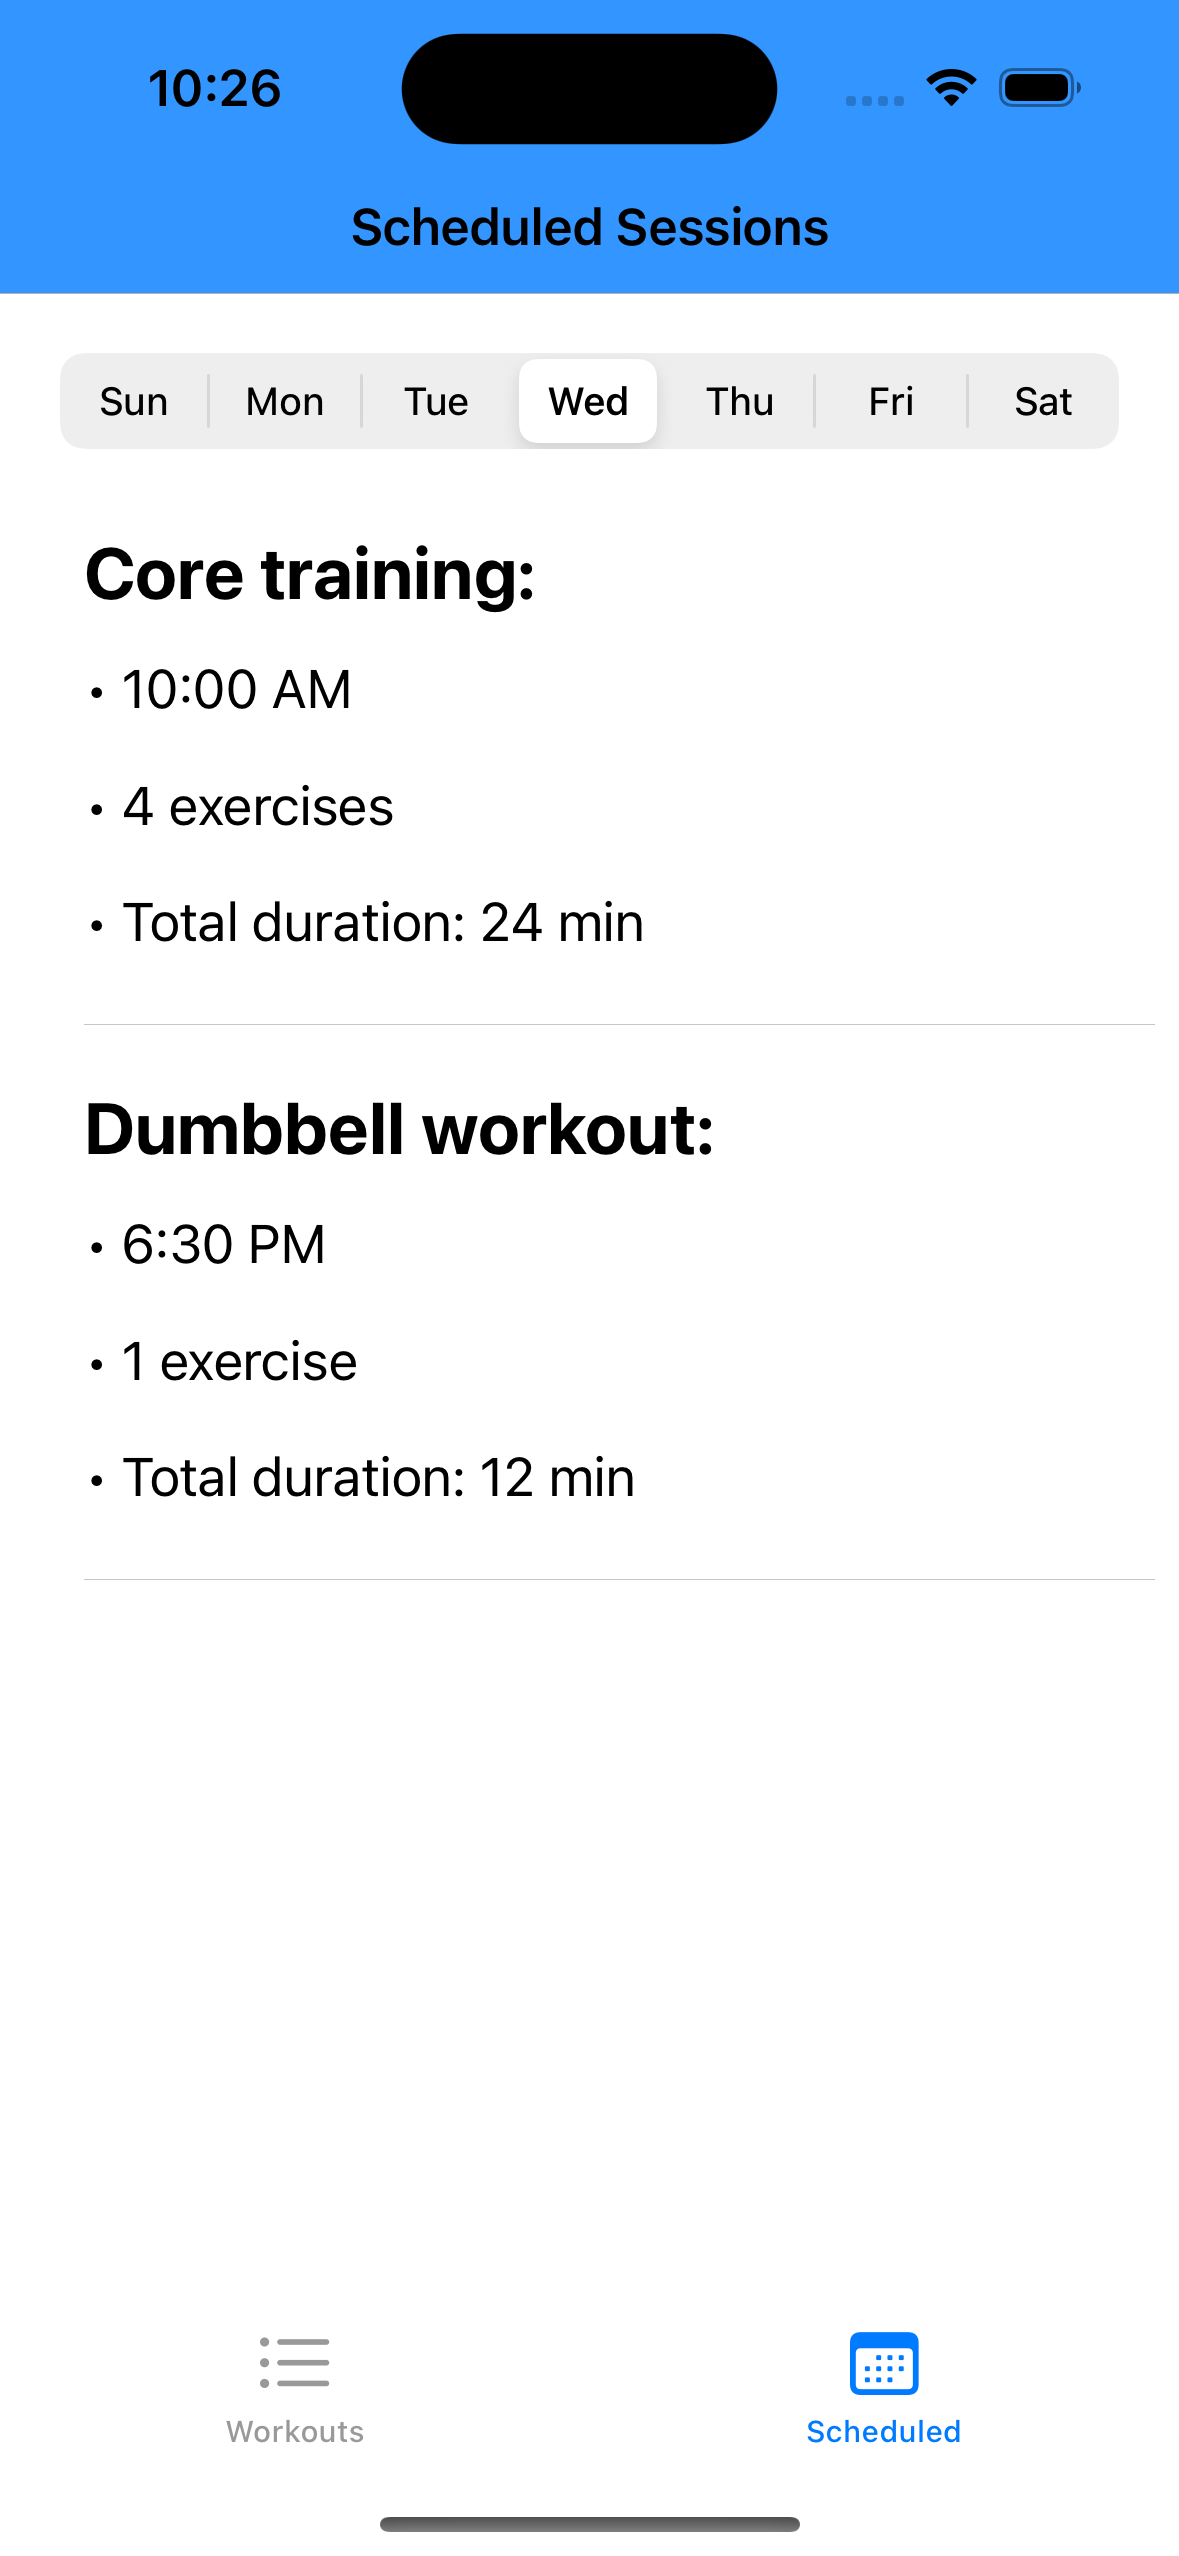 10:26
Scheduled Sessions
Sun Mon Tue Wed Thu Fri Sat
Core training:
• 10:00 AM
• 4 exercises
• Total duration: 24 min
Dumbbell workout:
• 6:30 PM
• 1 exercise
• Total duration: 12 min
Workouts Scheduled